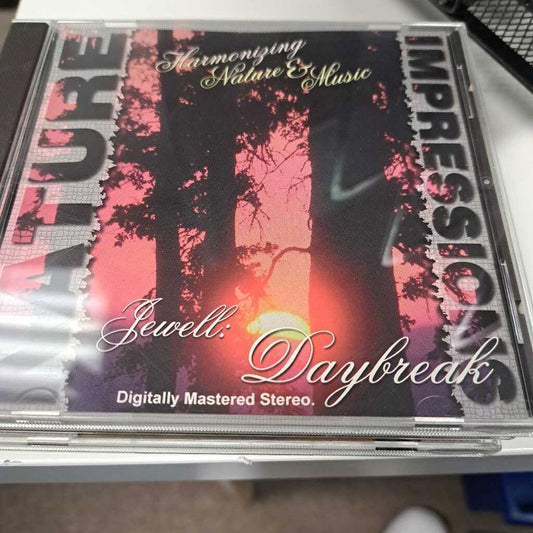 Harmonizing
Nature & Music
NATURE
IMPRESSIONS
Jewell:
Daybreak
Digitally Mastered Stereo.